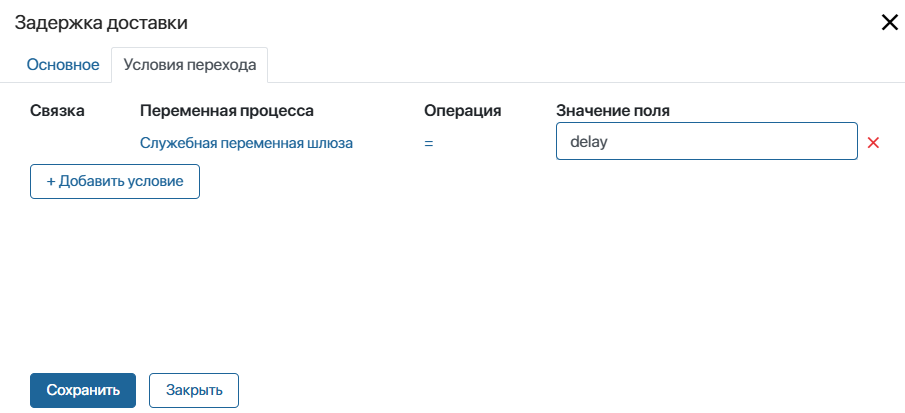 Задержка доставки
Основное Условия перехода
Связка Переменная процесса Операция Значение поля
Служебная переменная шлюза = delay
+ Добавить условие
Сохранить Закрыть